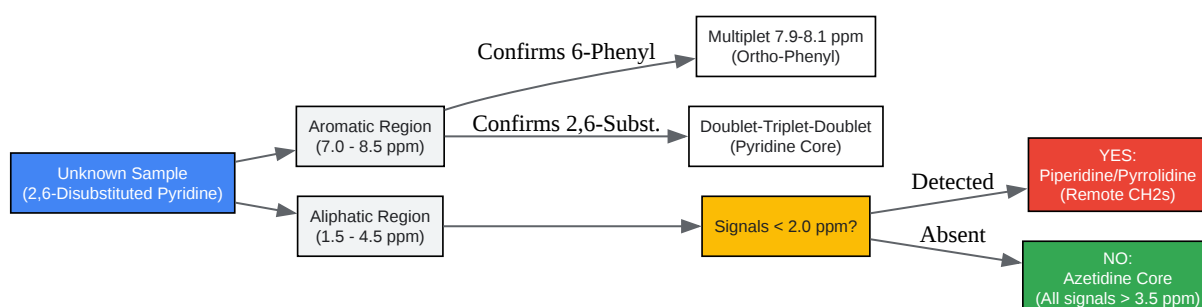 Multiplet 7.9-8.1 ppm
(Ortho-Phenyl)
Confirms 6-Phenyl
Aromatic Region
(7.0 - 8.5 ppm)
Confirms 2,6-Subst.
Doublet-Triplet-Doublet
(Pyridine Core)
Unknown Sample
(2,6-Disubstituted Pyridine)
Aliphatic Region
(1.5 - 4.5 ppm)
Signals < 2.0 ppm?
Detected
YES:
Piperidine/Pyrrolidine
(Remote CH2s)
Absent
NO:
Azetidine Core
(All signals > 3.5 ppm)